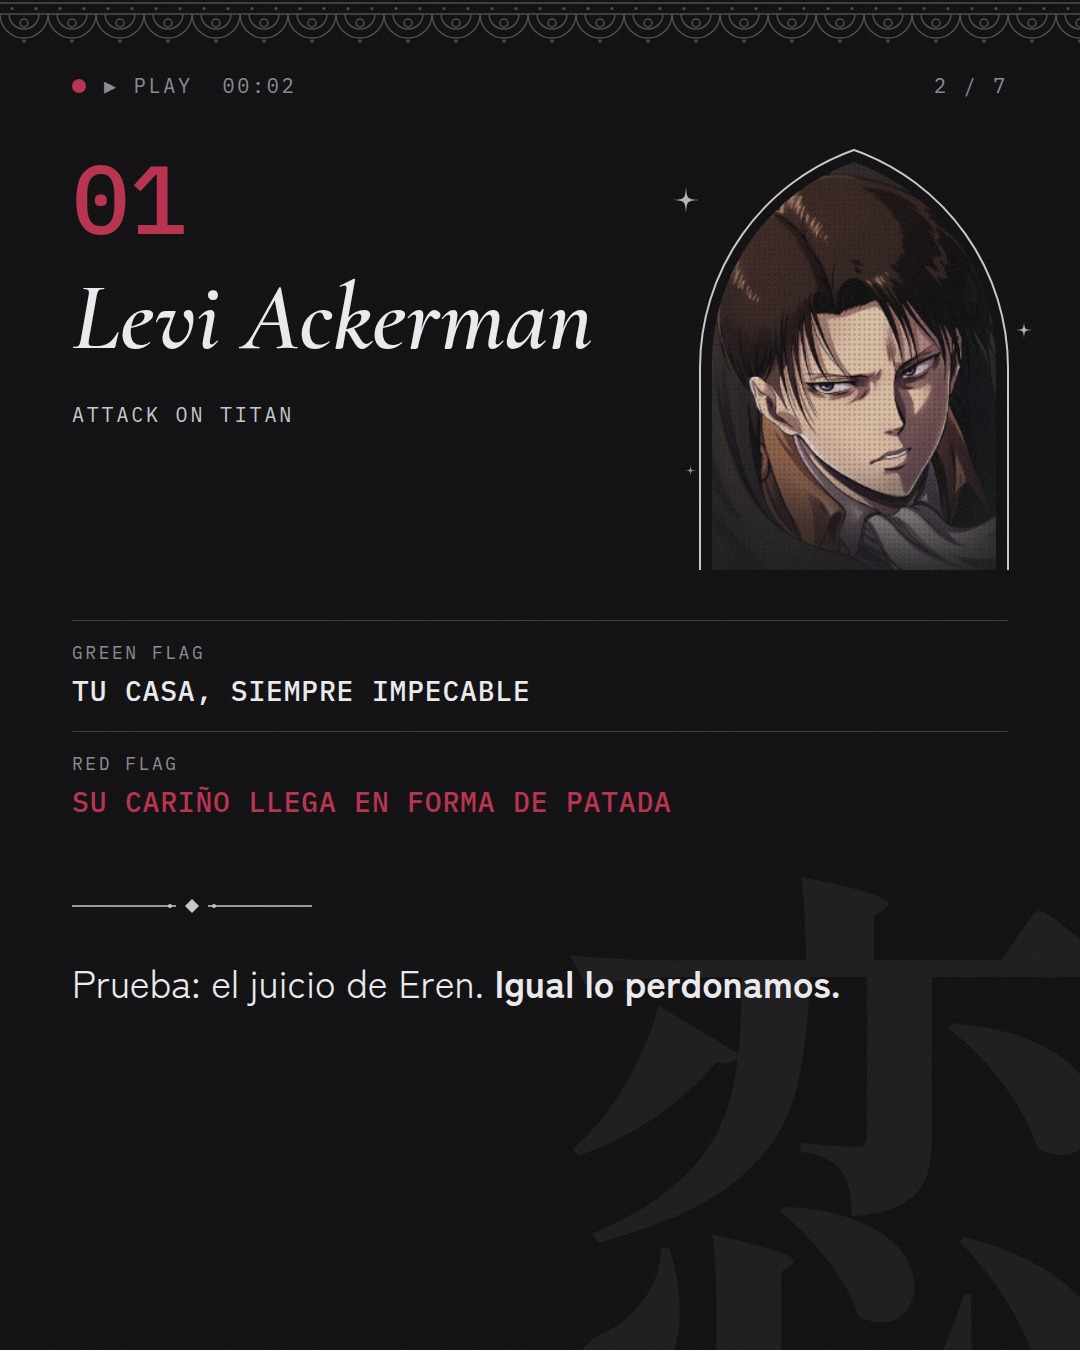 ▶ PLAY 00:02
2 / 7
01
Levi Ackerman
ATTACK ON TITAN
GREEN FLAG
TU CASA, SIEMPRE IMPECABLE
RED FLAG
SU CARIÑO LLEGA EN FORMA DE PATADA
Prueba: el juicio de Eren. Igual lo perdonamos.
恋